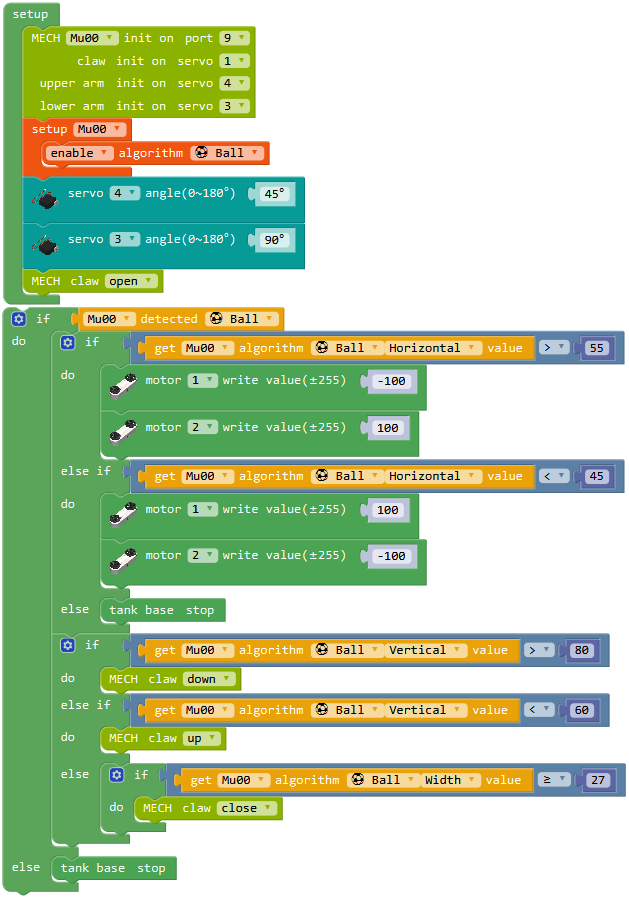 setup
MECH Mu00 init on port 9
claw init on servo 1
upper arm init on servo 4
lower arm init on servo 3
setup Mu00
enable algorithm Ball
servo 4 angle(0~180°) 45°
servo 3 angle(0~180°) 90°
MECH claw open
if Mu00 detected Ball
do if get Mu00 algorithm Ball Horizontal value > 55
do motor 1 write value(±255) -100
motor 2 write value(±255) 100
else if get Mu00 algorithm Ball Horizontal value < 45
do motor 1 write value(±255) 100
motor 2 write value(±255) -100
else tank base stop
if get Mu00 algorithm Ball Vertical value > 80
do MECH claw down
else if get Mu00 algorithm Ball Vertical value < 60
do MECH claw up
else if get Mu00 algorithm Ball Width value ≥ 27
do MECH claw close
else tank base stop